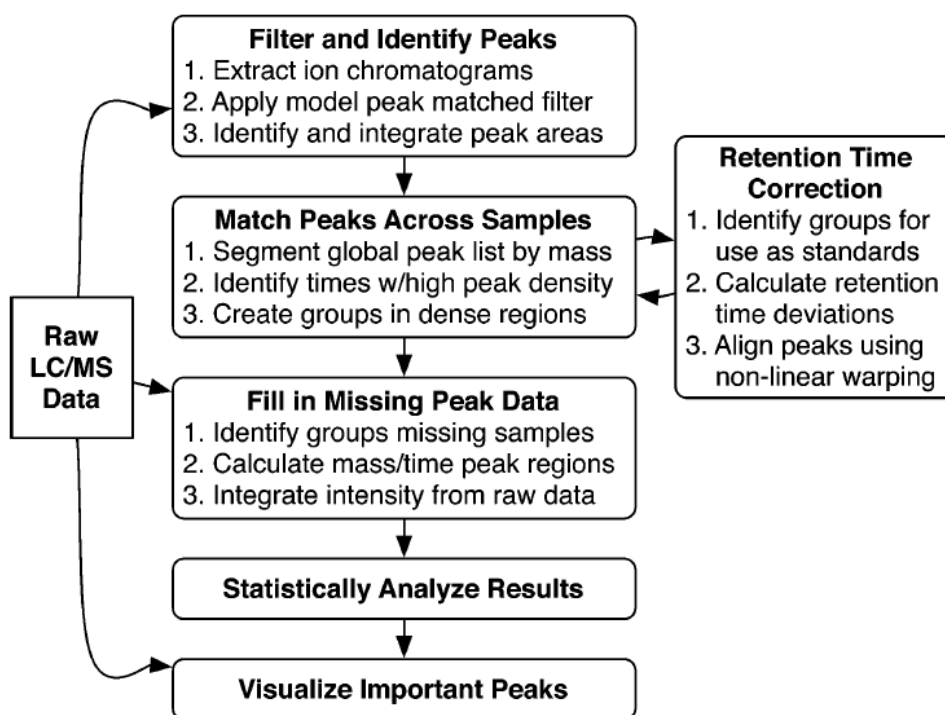 Filter and Identify Peaks
1. Extract ion chromatograms
2. Apply model peak matched filter
3. Identify and integrate peak areas
Retention Time
Correction
1. Identify groups for
use as standards
2. Calculate retention
time deviations
3. Align peaks using
non-linear warping
Match Peaks Across Samples
1. Segment global peak list by mass
2. Identify times w/high peak density
3. Create groups in dense regions
Raw
LC/MS
Data
Fill in Missing Peak Data
1. Identify groups missing samples
2. Calculate mass/time peak regions
3. Integrate intensity from raw data
Statistically Analyze Results
Visualize Important Peaks